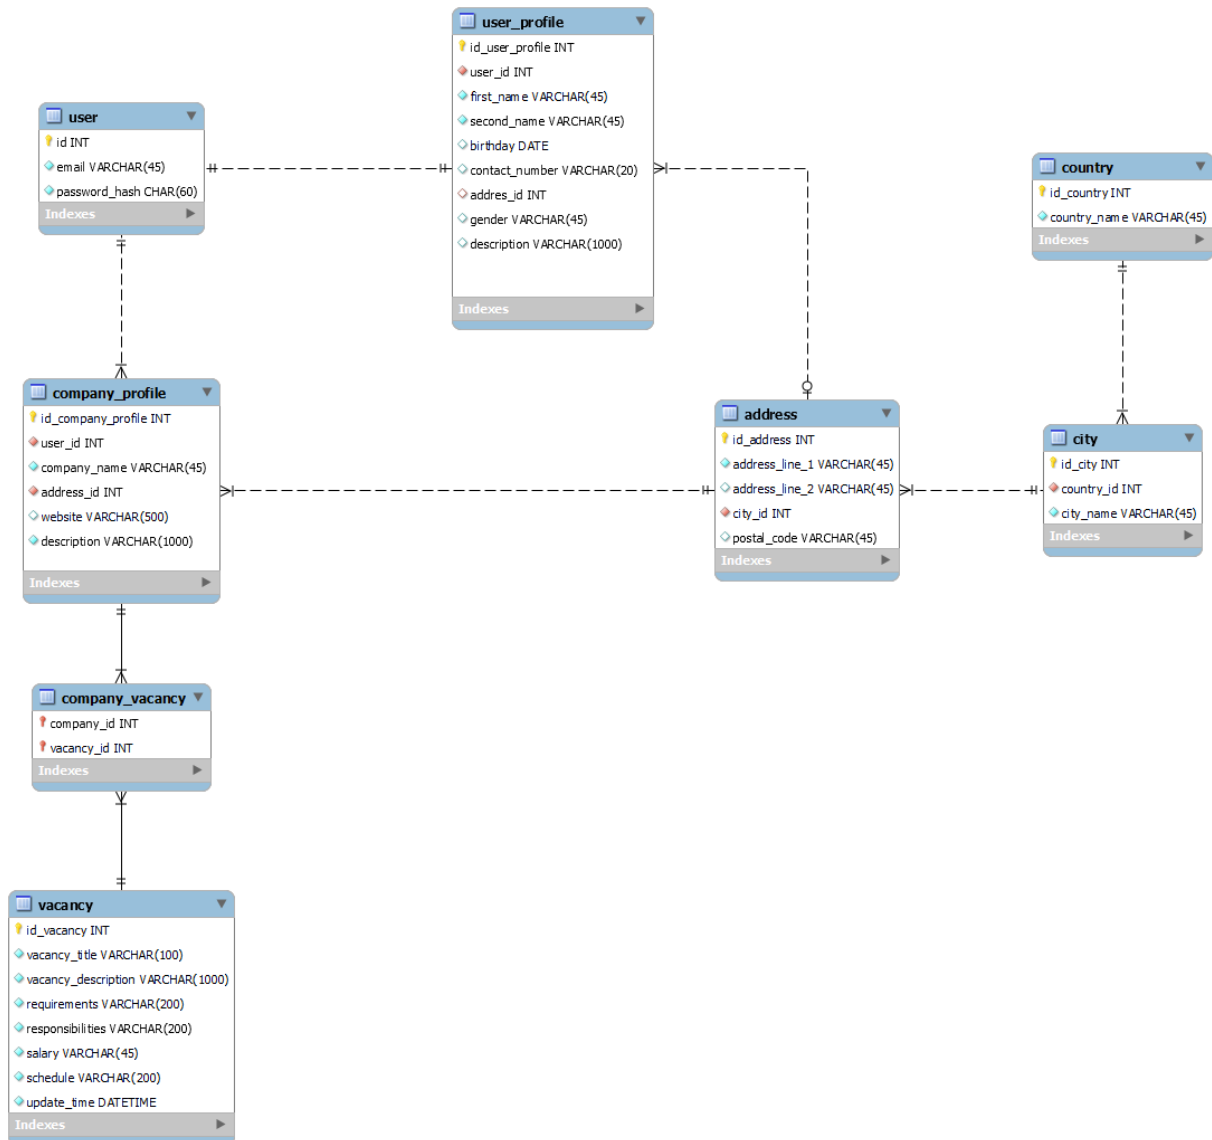 user_profile
id_user_profile INT
user_id INT
first_name VARCHAR(45)
second_name VARCHAR(45)
birthday DATE
contact_number VARCHAR(20)
addres_id INT
gender VARCHAR(45)
description VARCHAR(1000)
Indexes
user
id INT
email VARCHAR(45)
password_hash CHAR(60)
Indexes
country
id_country INT
country_name VARCHAR(45)
Indexes
company_profile
id_company_profile INT
user_id INT
company_name VARCHAR(45)
address_id INT
website VARCHAR(500)
description VARCHAR(1000)
Indexes
address
id_address INT
address_line_1 VARCHAR(45)
address_line_2 VARCHAR(45)
city_id INT
postal_code VARCHAR(45)
Indexes
city
id_city INT
country_id INT
city_name VARCHAR(45)
Indexes
company_vacancy
company_id INT
vacancy_id INT
Indexes
vacancy
id_vacancy INT
vacancy_title VARCHAR(100)
vacancy_description VARCHAR(1000)
requirements VARCHAR(200)
responsibilities VARCHAR(200)
salary VARCHAR(45)
schedule VARCHAR(200)
update_time DATETIME
Indexes